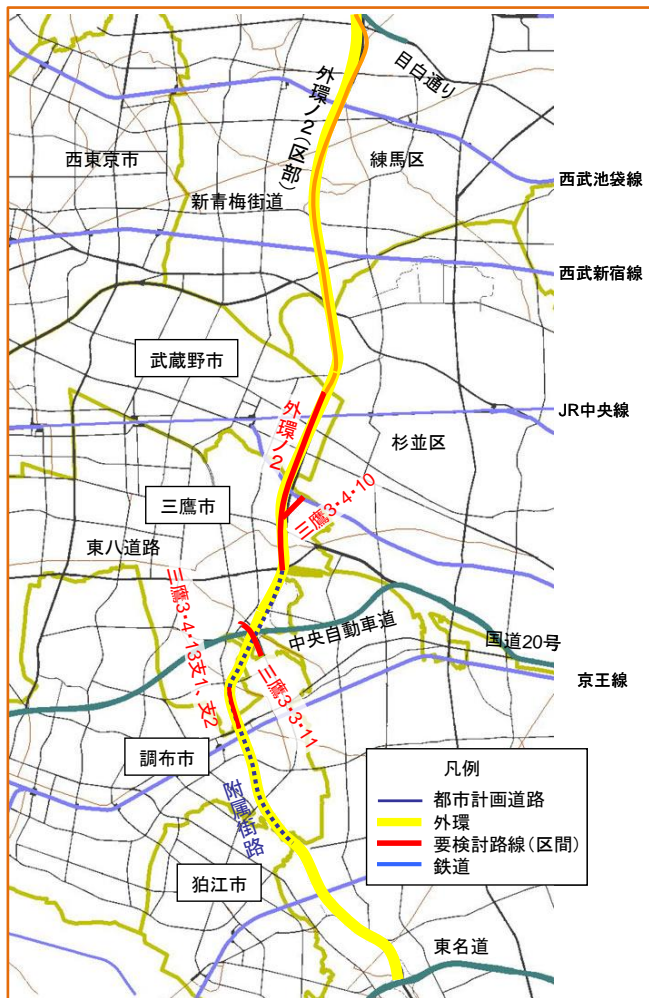 目白通り
外環ノ2(区部)
西東京市
練馬区
西武池袋線
新青梅街道
西武新宿線
武蔵野市
JR中央線
外環ノ2
杉並区
三鷹市
三鷹3・4・10
東八道路
三鷹3・4・13支1、支2
中央自動車道
国道20号
京王線
三鷹3・3・11
調布市
附属街路
凡例
都市計画道路
外環
要検討路線(区間)
鉄道
狛江市
東名道